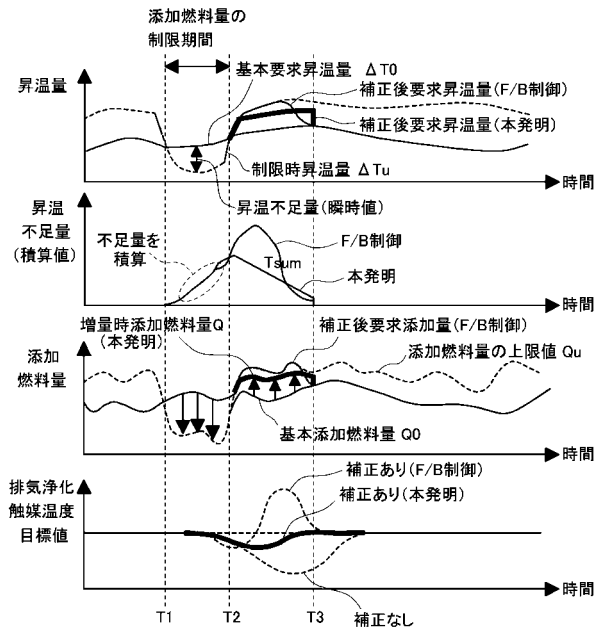 添加燃料量の
制限期間
昇温量
基本要求昇温量 ΔT0
補正後要求昇温量(F/B制御)
補正後要求昇温量(本発明)
制限時昇温量 ΔTu
時間
昇温不足量(瞬時値)
昇温
不足量
(積算値)
不足量を
積算
F/B制御
Tsum
本発明
時間
増量時添加燃料量Q
(本発明)
補正後要求添加量(F/B制御)
添加燃料量の上限値 Qu
添加
燃料量
基本添加燃料量 Q0
時間
排気浄化
触媒温度
目標値
補正あり(F/B制御)
補正あり(本発明)
時間
T1
T2
T3
補正なし